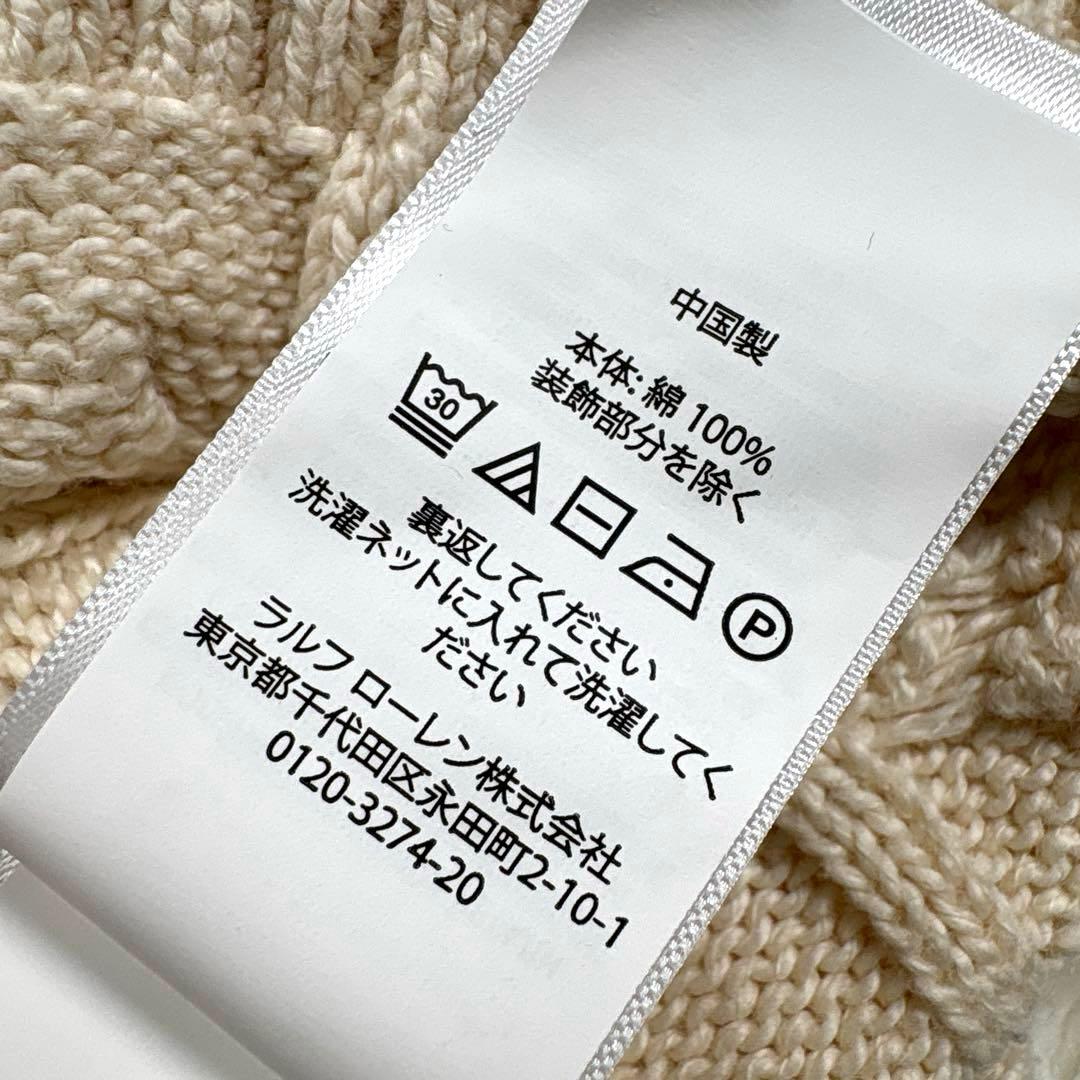 中国製
本体: 綿 100%
装飾部分を除く
30
P
裏返してください
洗濯ネットに入れて洗濯してく
ださい
ラルフ ローレン株式会社
東京都千代田区永田町2-10-1
0120-3274-20